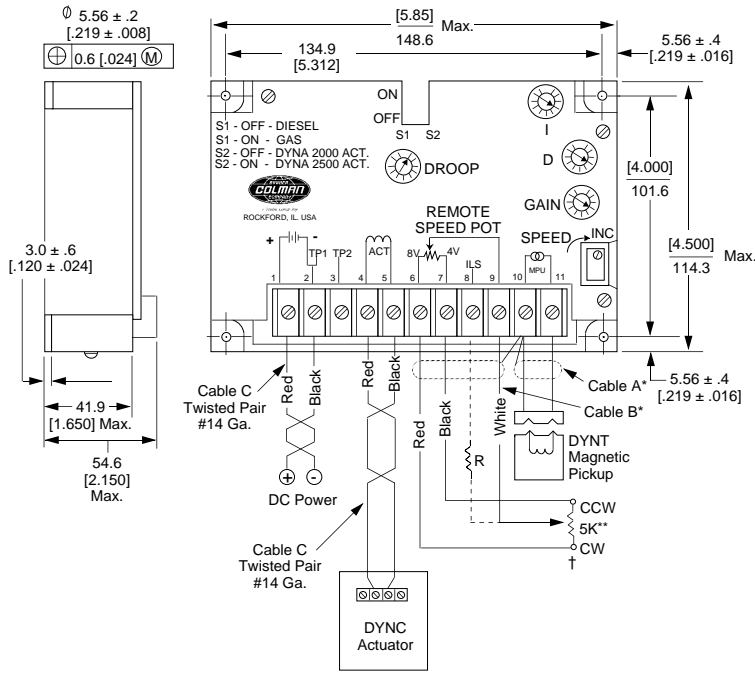 ⌀ 5.56 ± .2
[.219 ± .008]
⌖ 0.6 [.024] Ⓜ
[5.85] Max.
148.6
134.9
[5.312]
5.56 ± .4
[.219 ± .016]
ON
OFF
S1 S2
S1 - OFF - DIESEL
S1 - ON - GAS
S2 - OFF - DYNA 2000 ACT.
S2 - ON - DYNA 2500 ACT.
COLMAN
ROCKFORD, IL. USA
DROOP
I
D
GAIN
REMOTE
SPEED POT
SPEED
INC
[4.000]
101.6
[4.500] Max.
114.3
+ -
TP1 TP2
ACT
8V 4V
ILS
MPU
1 2 3 4 5 6 7 8 9 10 11
3.0 ± .6
[.120 ± .024]
41.9
[1.650] Max.
54.6
[2.150]
Max.
5.56 ± .4
[.219 ± .016]
Cable C
Twisted Pair
#14 Ga.
Red
Black
Red
Black
Red
Black
R
White
Cable A*
Cable B*
DYNT
Magnetic
Pickup
+ -
DC Power
CCW
5K**
CW
†
Cable C
Twisted Pair
#14 Ga.
DYNC
Actuator